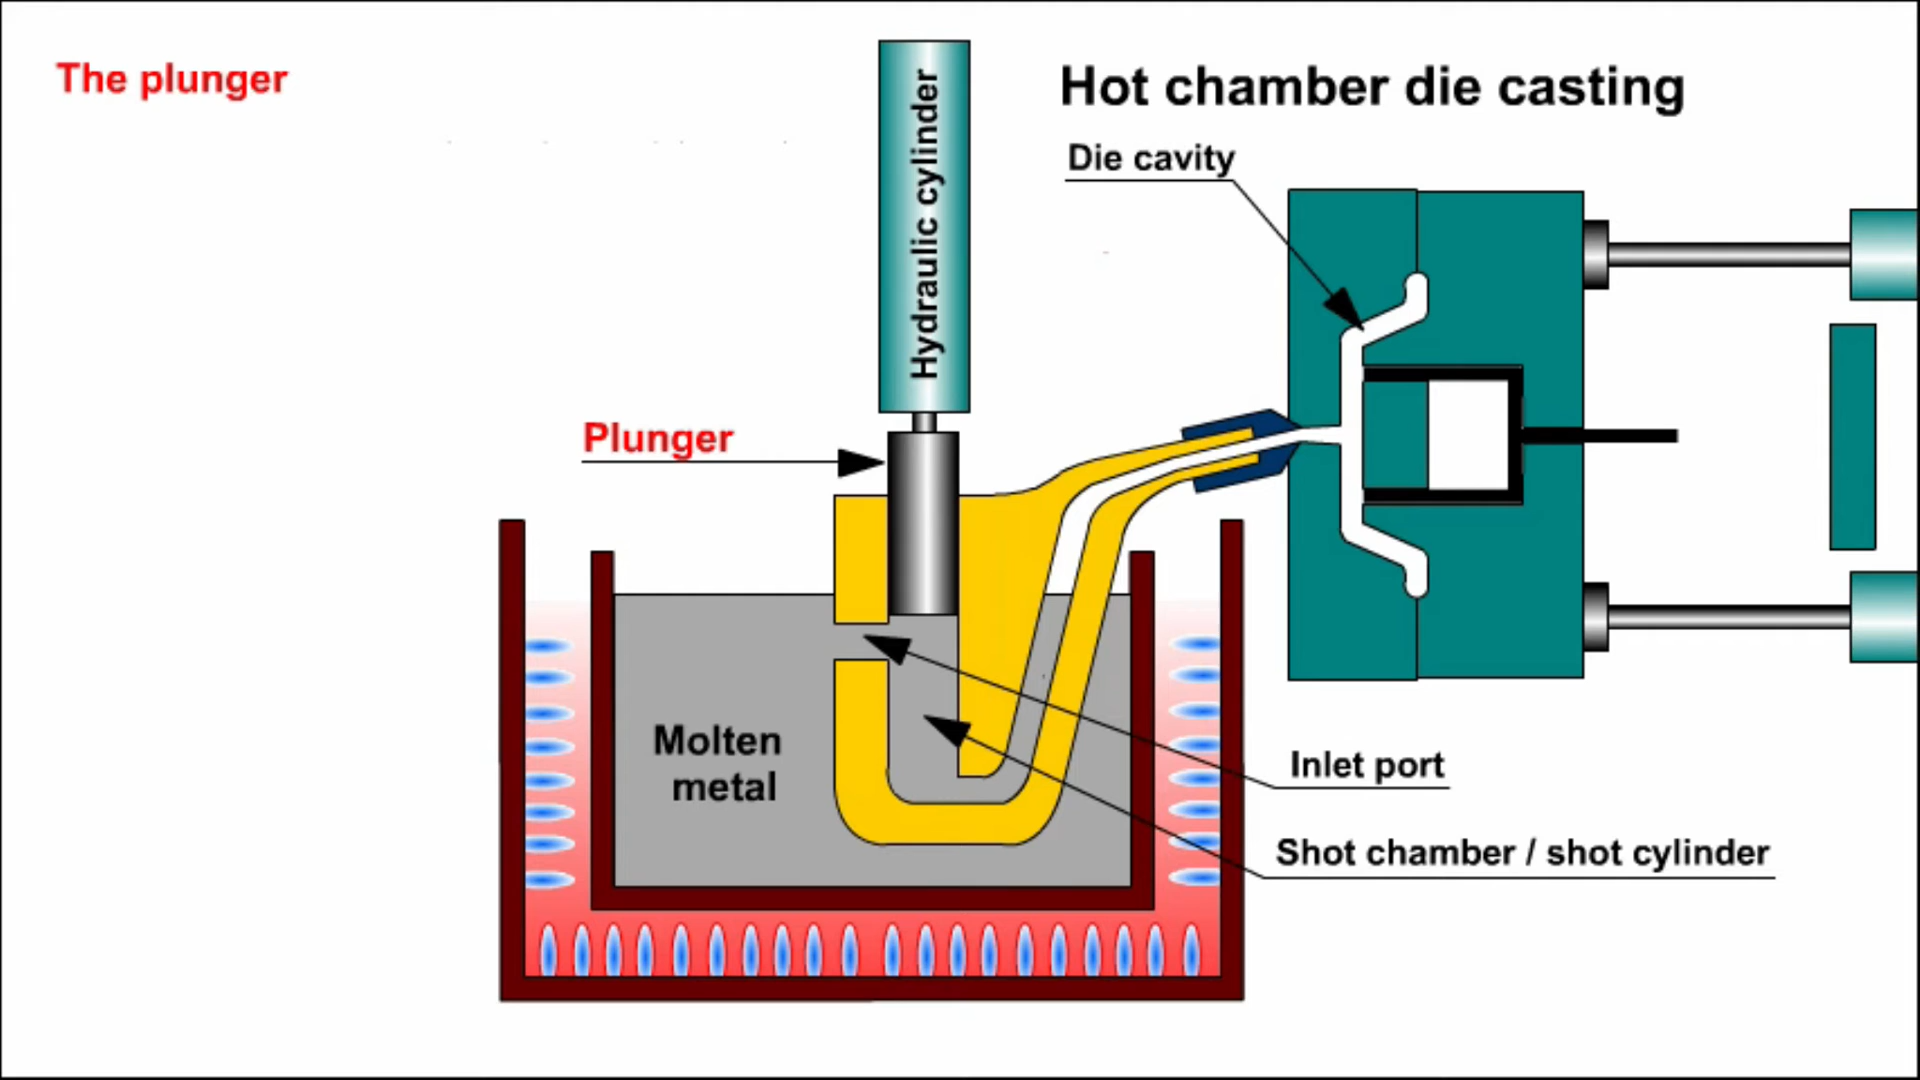 The plunger
Hot chamber die casting
Die cavity
Hydraulic cylinder
Plunger
Molten
metal
Inlet port
Shot chamber / shot cylinder